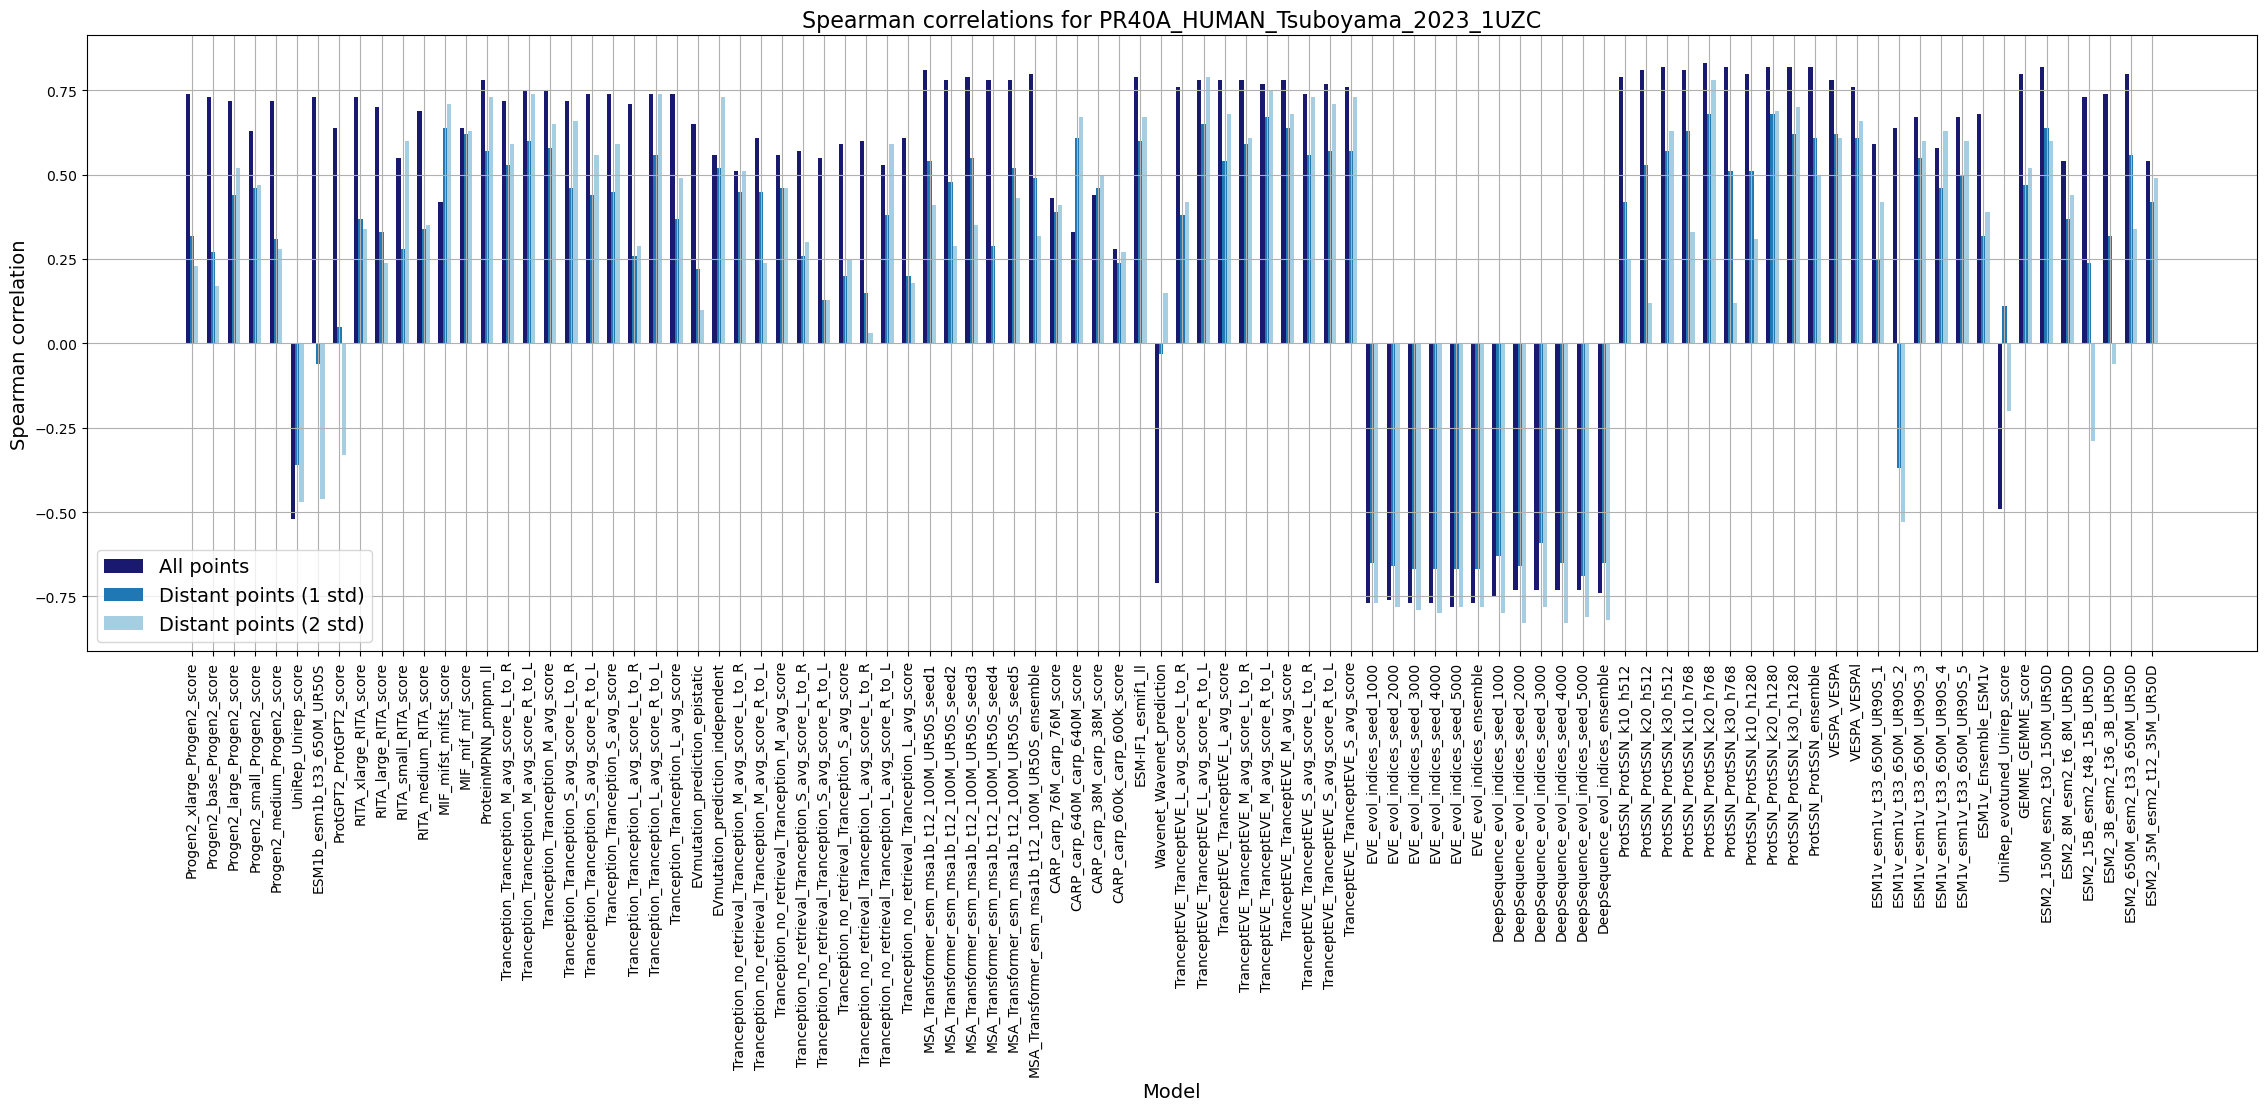 Spearman correlations for PR40A_HUMAN_Tsuboyama_2023_1UZC
Spearman correlation
0.75
0.50
0.25
0.00
−0.25
−0.50
−0.75
All points
Distant points (1 std)
Distant points (2 std)
Progen2_xlarge_Progen2_score
Progen2_base_Progen2_score
Progen2_large_Progen2_score
Progen2_small_Progen2_score
Progen2_medium_Progen2_score
UniRep_Unirep_score
ESM1b_esm1b_t33_650M_UR50S
ProtGPT2_ProtGPT2_score
RITA_xlarge_RITA_score
RITA_large_RITA_score
RITA_small_RITA_score
RITA_medium_RITA_score
MIF_mifst_mifst_score
MIF_mif_mif_score
ProteinMPNN_pmpnn_ll
Tranception_Tranception_M_avg_score_L_to_R
Tranception_Tranception_M_avg_score_R_to_L
Tranception_Tranception_M_avg_score
Tranception_Tranception_S_avg_score_L_to_R
Tranception_Tranception_S_avg_score_R_to_L
Tranception_Tranception_S_avg_score
Tranception_Tranception_L_avg_score_L_to_R
Tranception_Tranception_L_avg_score_R_to_L
Tranception_Tranception_L_avg_score
EVmutation_prediction_epistatic
EVmutation_prediction_independent
Tranception_no_retrieval_Tranception_M_avg_score_L_to_R
Tranception_no_retrieval_Tranception_M_avg_score_R_to_L
Tranception_no_retrieval_Tranception_M_avg_score
Tranception_no_retrieval_Tranception_S_avg_score_L_to_R
Tranception_no_retrieval_Tranception_S_avg_score_R_to_L
Tranception_no_retrieval_Tranception_S_avg_score
Tranception_no_retrieval_Tranception_L_avg_score_L_to_R
Tranception_no_retrieval_Tranception_L_avg_score_R_to_L
Tranception_no_retrieval_Tranception_L_avg_score
MSA_Transformer_esm_msa1b_t12_100M_UR50S_seed1
MSA_Transformer_esm_msa1b_t12_100M_UR50S_seed2
MSA_Transformer_esm_msa1b_t12_100M_UR50S_seed3
MSA_Transformer_esm_msa1b_t12_100M_UR50S_seed4
MSA_Transformer_esm_msa1b_t12_100M_UR50S_seed5
MSA_Transformer_esm_msa1b_t12_100M_UR50S_ensemble
CARP_carp_76M_carp_76M_score
CARP_carp_640M_carp_640M_score
CARP_carp_38M_carp_38M_score
CARP_carp_600k_carp_600k_score
ESM-IF1_esmif1_ll
Wavenet_Wavenet_prediction
TranceptEVE_TranceptEVE_L_avg_score_L_to_R
TranceptEVE_TranceptEVE_L_avg_score_R_to_L
TranceptEVE_TranceptEVE_L_avg_score
TranceptEVE_TranceptEVE_M_avg_score_L_to_R
TranceptEVE_TranceptEVE_M_avg_score_R_to_L
TranceptEVE_TranceptEVE_M_avg_score
TranceptEVE_TranceptEVE_S_avg_score_L_to_R
TranceptEVE_TranceptEVE_S_avg_score_R_to_L
TranceptEVE_TranceptEVE_S_avg_score
EVE_evol_indices_seed_1000
EVE_evol_indices_seed_2000
EVE_evol_indices_seed_3000
EVE_evol_indices_seed_4000
EVE_evol_indices_seed_5000
EVE_evol_indices_ensemble
DeepSequence_evol_indices_seed_1000
DeepSequence_evol_indices_seed_2000
DeepSequence_evol_indices_seed_3000
DeepSequence_evol_indices_seed_4000
DeepSequence_evol_indices_seed_5000
DeepSequence_evol_indices_ensemble
ProtSSN_ProtSSN_k10_h512
ProtSSN_ProtSSN_k20_h512
ProtSSN_ProtSSN_k30_h512
ProtSSN_ProtSSN_k10_h768
ProtSSN_ProtSSN_k20_h768
ProtSSN_ProtSSN_k30_h768
ProtSSN_ProtSSN_k10_h1280
ProtSSN_ProtSSN_k20_h1280
ProtSSN_ProtSSN_k30_h1280
ProtSSN_ProtSSN_ensemble
VESPA_VESPA
VESPA_VESPAl
ESM1v_esm1v_t33_650M_UR90S_1
ESM1v_esm1v_t33_650M_UR90S_2
ESM1v_esm1v_t33_650M_UR90S_3
ESM1v_esm1v_t33_650M_UR90S_4
ESM1v_esm1v_t33_650M_UR90S_5
ESM1v_Ensemble_ESM1v
UniRep_evotuned_Unirep_score
GEMME_GEMME_score
ESM2_150M_esm2_t30_150M_UR50D
ESM2_8M_esm2_t6_8M_UR50D
ESM2_15B_esm2_t48_15B_UR50D
ESM2_3B_esm2_t36_3B_UR50D
ESM2_650M_esm2_t33_650M_UR50D
ESM2_35M_esm2_t12_35M_UR50D
Model